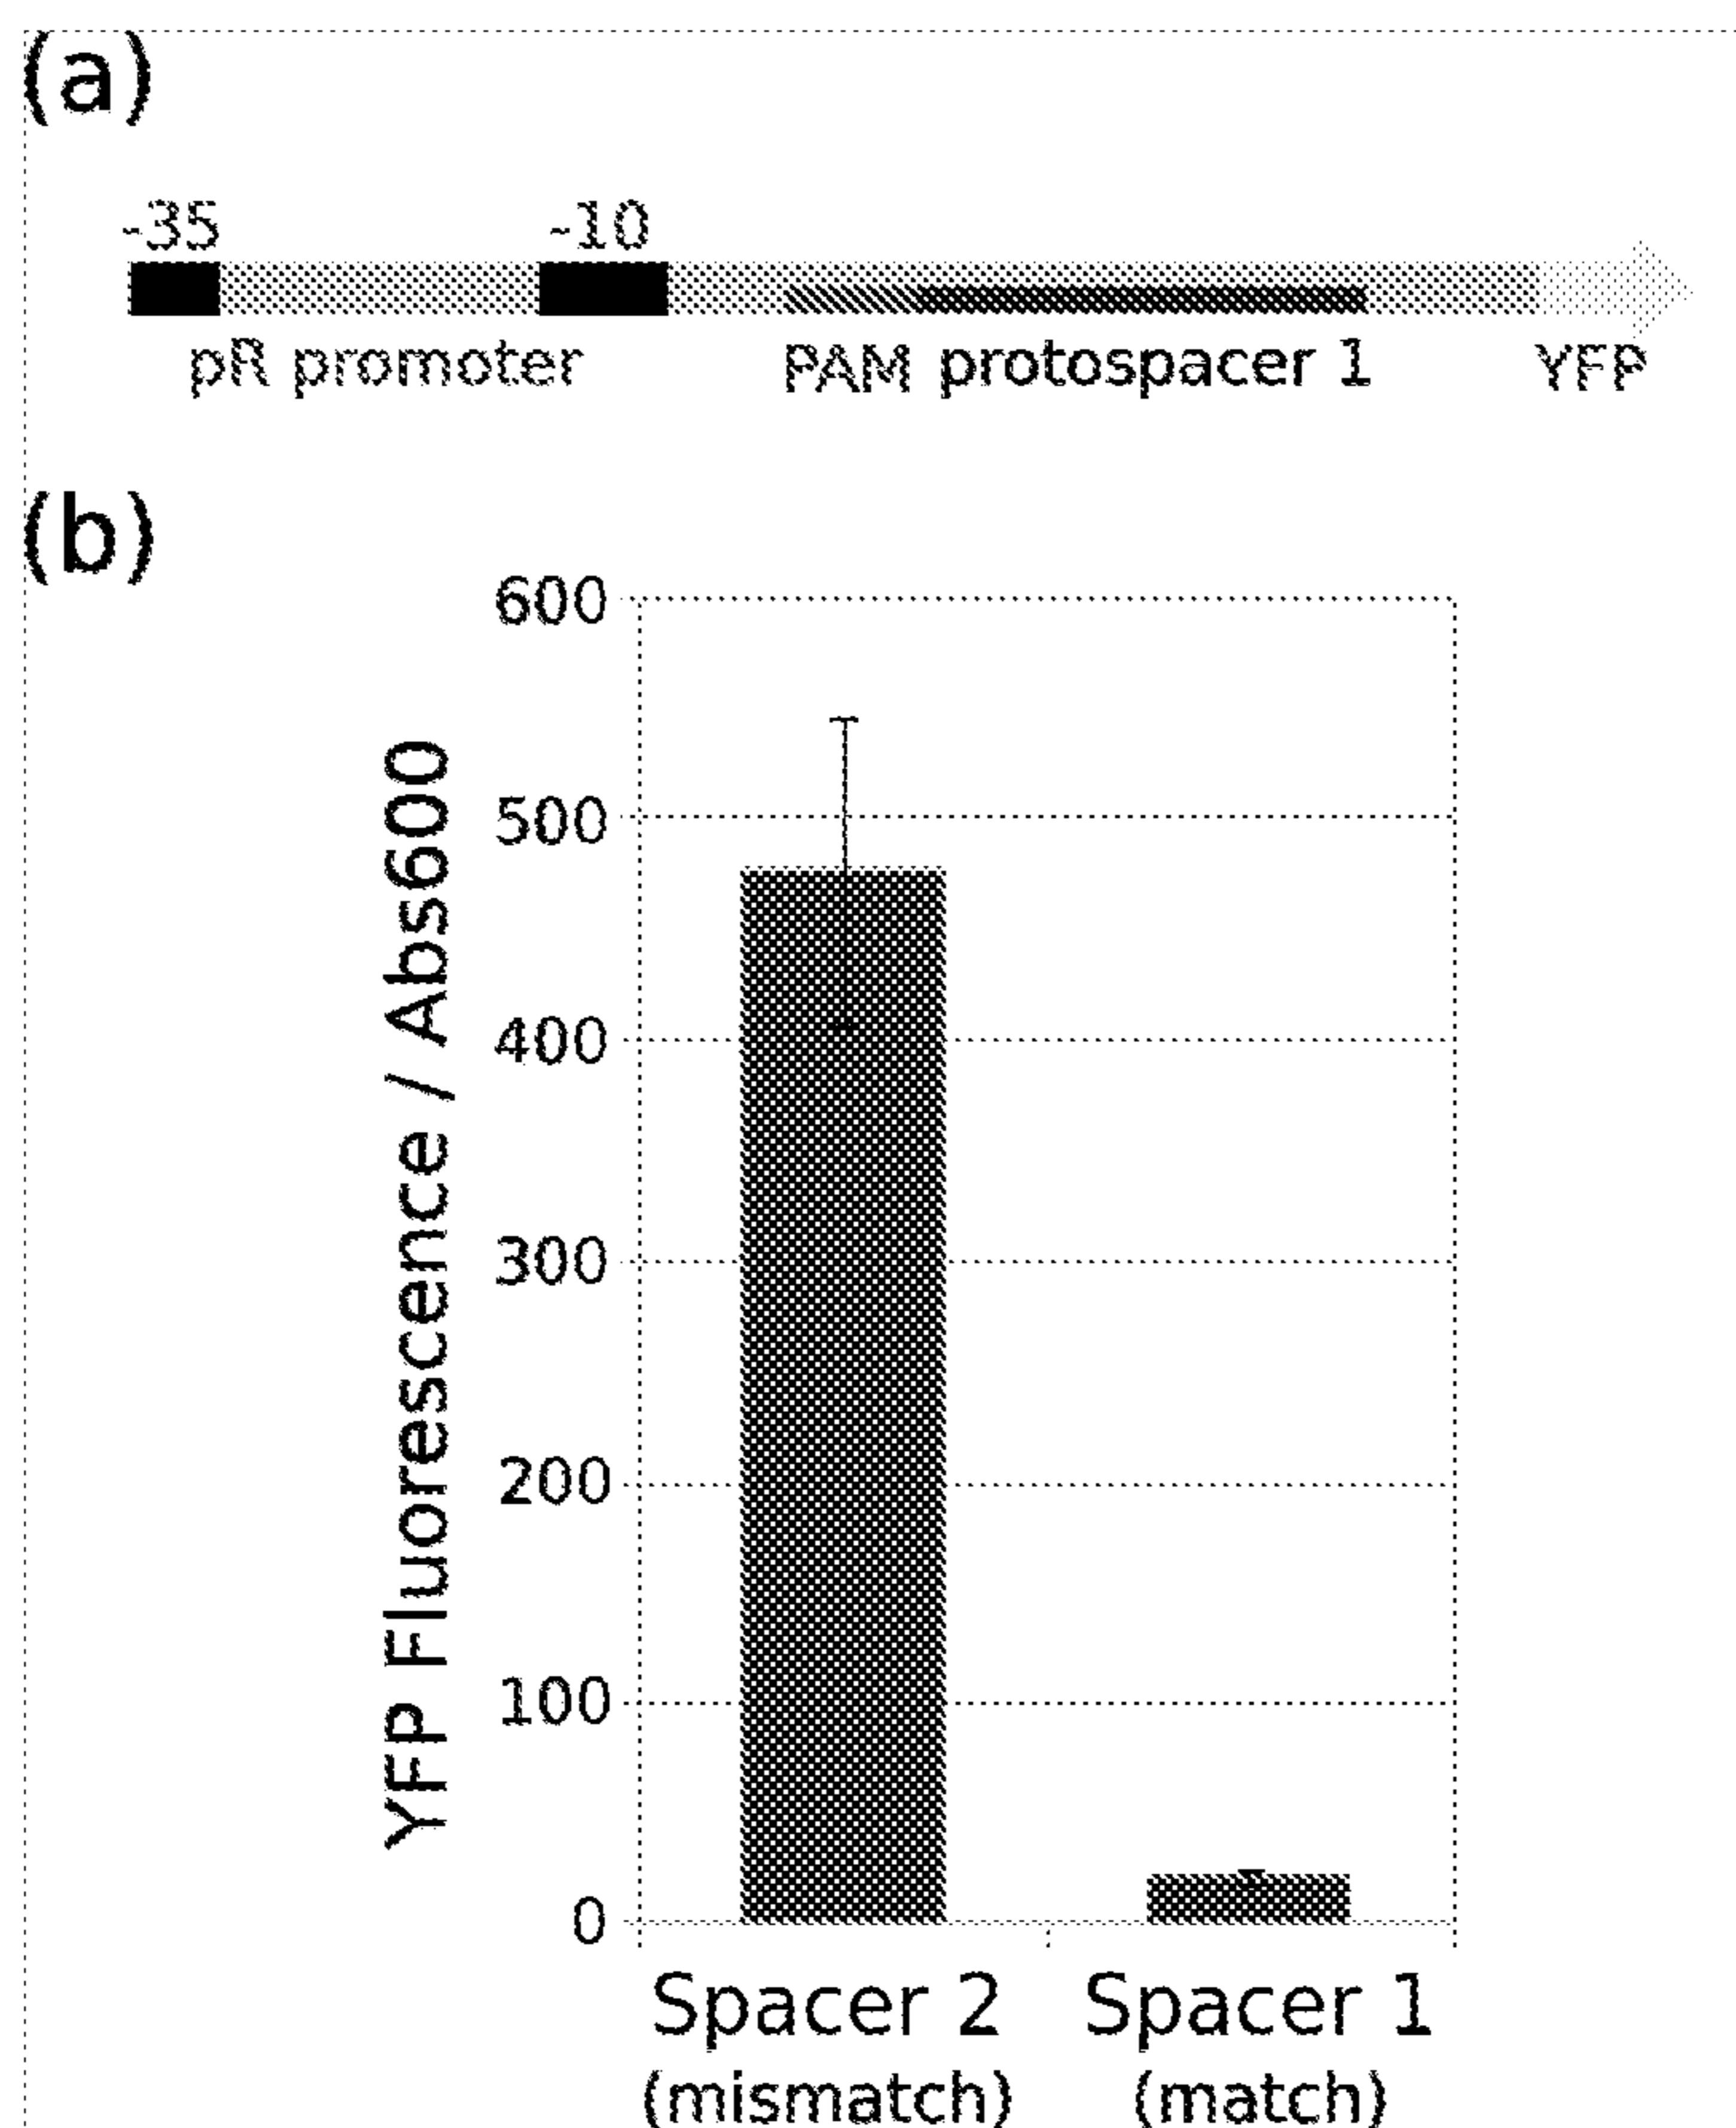 (a)
-35 -10
pR promoter PAM protospacer 1 YFP
(b)
600
500
400
300
200
100
0
YFP Fluorescence / Abs600
Spacer 2 Spacer 1
(mismatch) (match)